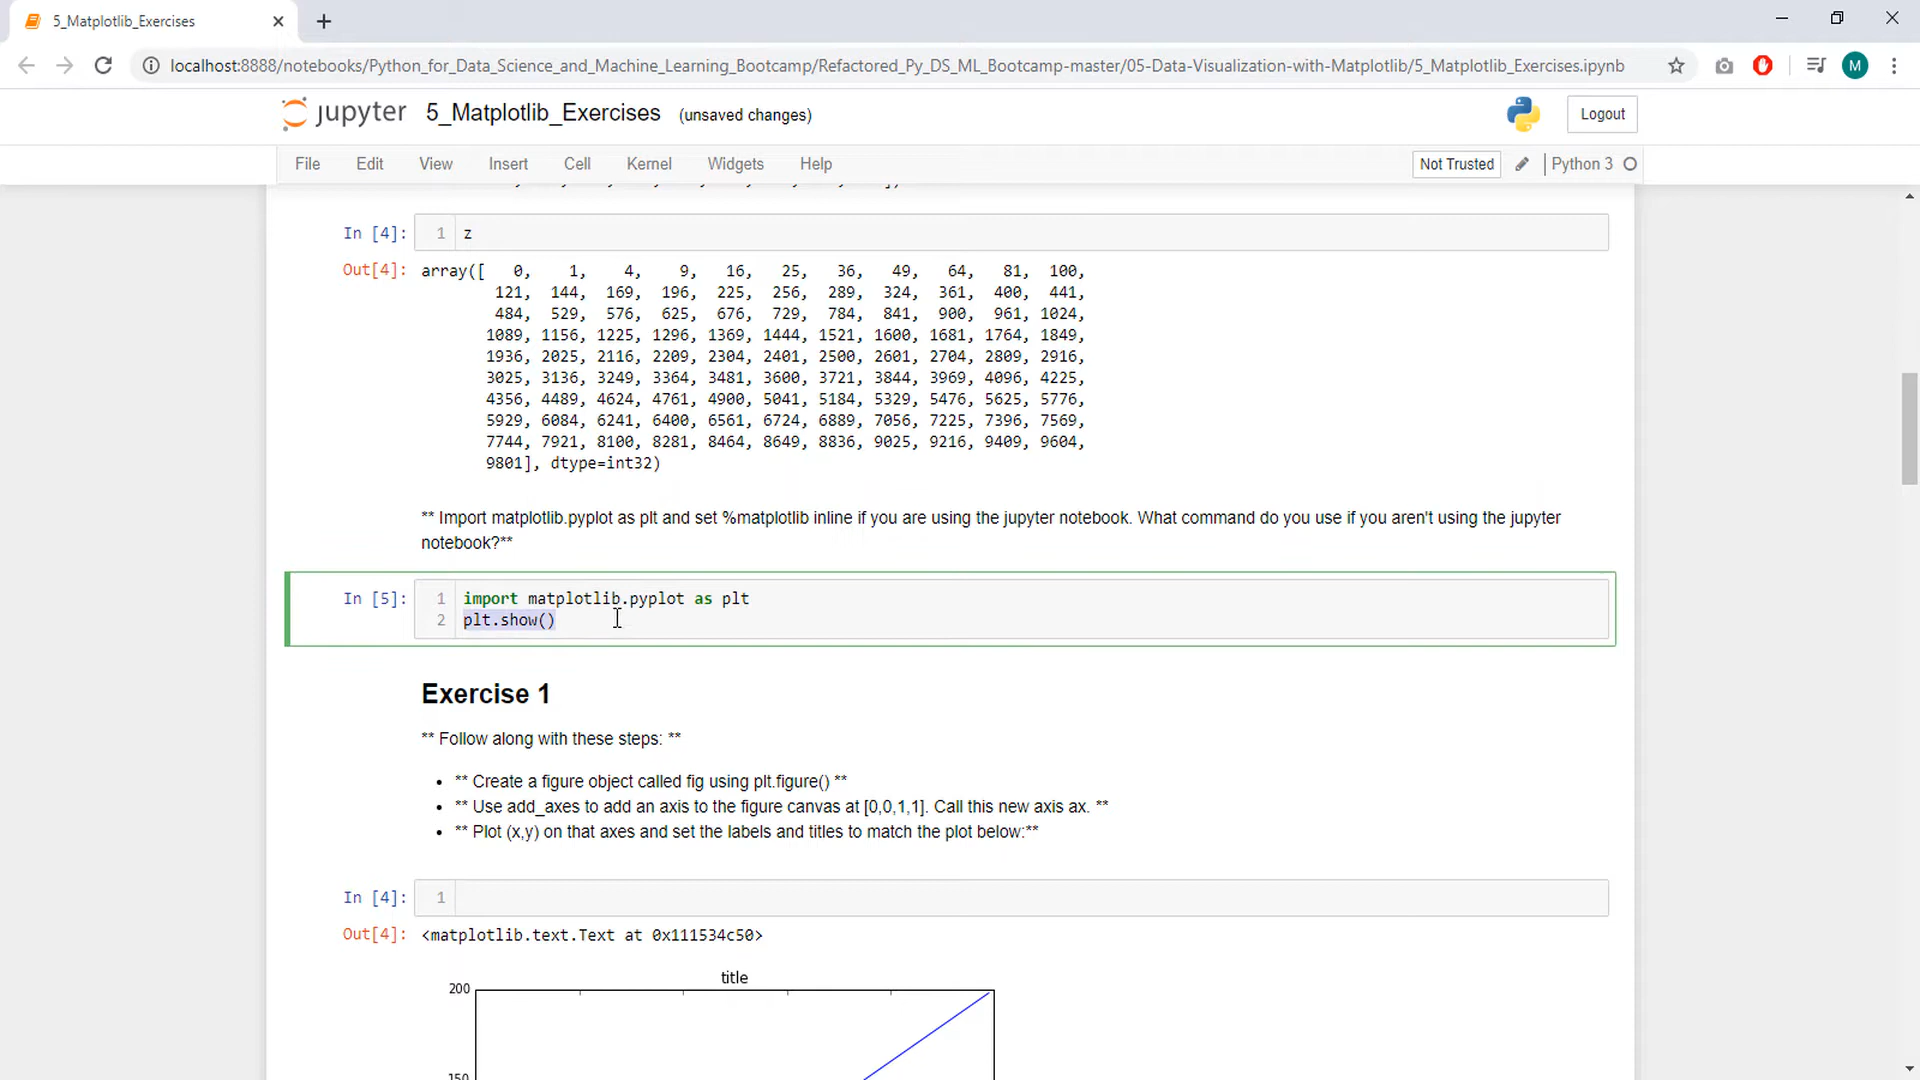 5_Matplotlib_Exercises
localhost:8888/notebooks/Python_for_Data_Science_and_Machine_Learning_Bootcamp/Refactored_Py_DS_ML_Bootcamp-master/05-Data-Visualization-with-Matplotlib/5_Matplotlib_Exercises.ipynb
M
jupyter 5_Matplotlib_Exercises (unsaved changes)
Logout
File Edit View Insert Cell Kernel Widgets Help
Not Trusted Python 3
In [4]: 1 z
Out[4]: array([ 0, 1, 4, 9, 16, 25, 36, 49, 64, 81, 100,
121, 144, 169, 196, 225, 256, 289, 324, 361, 400, 441,
484, 529, 576, 625, 676, 729, 784, 841, 900, 961, 1024,
1089, 1156, 1225, 1296, 1369, 1444, 1521, 1600, 1681, 1764, 1849,
1936, 2025, 2116, 2209, 2304, 2401, 2500, 2601, 2704, 2809, 2916,
3025, 3136, 3249, 3364, 3481, 3600, 3721, 3844, 3969, 4096, 4225,
4356, 4489, 4624, 4761, 4900, 5041, 5184, 5329, 5476, 5625, 5776,
5929, 6084, 6241, 6400, 6561, 6724, 6889, 7056, 7225, 7396, 7569,
7744, 7921, 8100, 8281, 8464, 8649, 8836, 9025, 9216, 9409, 9604,
9801], dtype=int32)
** Import matplotlib.pyplot as plt and set %matplotlib inline if you are using the jupyter notebook. What command do you use if you aren't using the jupyter
notebook?**
In [5]: 1 import matplotlib.pyplot as plt
2 plt.show()
Exercise 1
** Follow along with these steps: **
• ** Create a figure object called fig using plt.figure() **
• ** Use add_axes to add an axis to the figure canvas at [0,0,1,1]. Call this new axis ax. **
• ** Plot (x,y) on that axes and set the labels and titles to match the plot below:**
In [4]: 1
Out[4]: <matplotlib.text.Text at 0x111534c50>
title
200
150